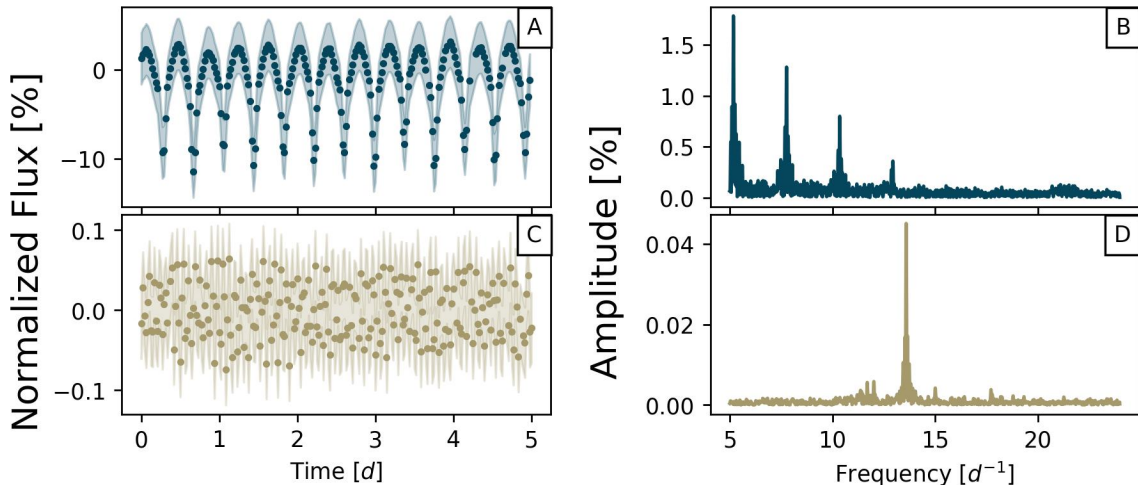 Normalized Flux [%]
A
0
−10
C
0.1
0.0
−0.1
0 1 2 3 4 5
Time [d]
Amplitude [%]
B
1.5
1.0
0.5
0.0
D
0.04
0.02
0.00
5 10 15 20
Frequency [d⁻¹]